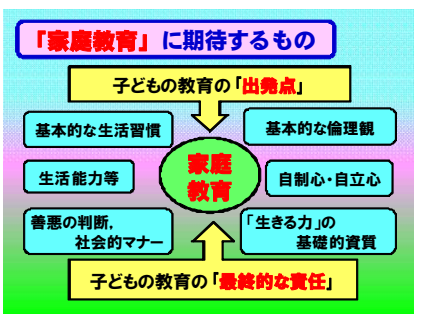 「家庭教育」に期待するもの
子どもの教育の「出発点」
基本的な生活習慣
基本的な倫理観
家庭
教育
生活能力等
自制心・自立心
善悪の判断,
社会的マナー
「生きる力」の
基礎的資質
子どもの教育の「最終的な責任」